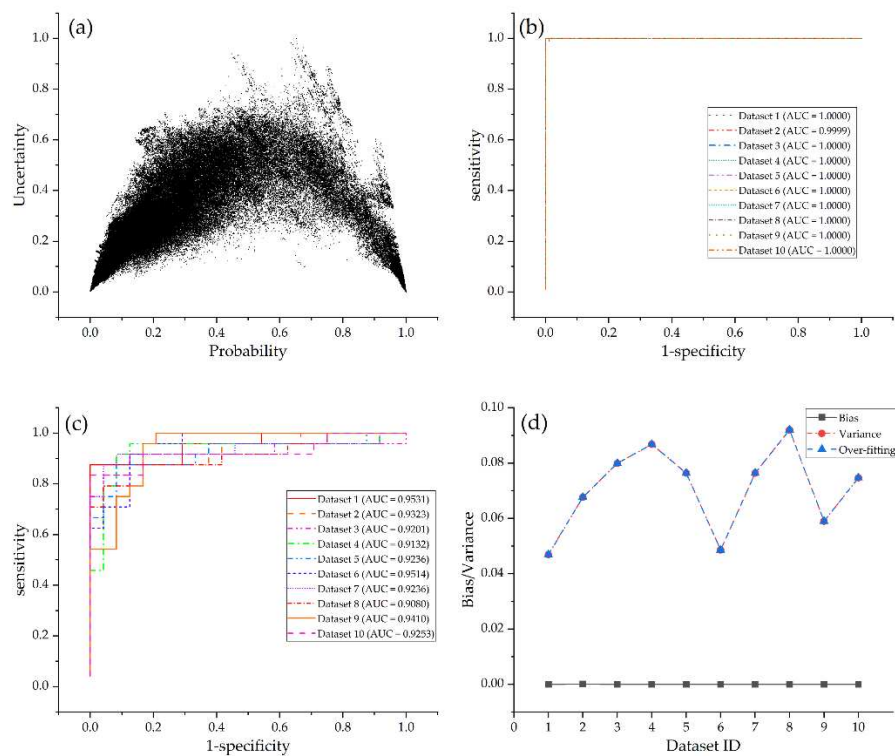 (a)
1.0
0.8
0.6
0.4
0.2
0.0
Uncertainty
0.0 0.2 0.4 0.6 0.8 1.0
Probability
(b)
1.0
0.8
0.6
0.4
0.2
0.0
sensitivity
Dataset 1 (AUC = 1.0000)
Dataset 2 (AUC = 0.9999)
Dataset 3 (AUC = 1.0000)
Dataset 4 (AUC = 1.0000)
Dataset 5 (AUC = 1.0000)
Dataset 6 (AUC = 1.0000)
Dataset 7 (AUC = 1.0000)
Dataset 8 (AUC = 1.0000)
Dataset 9 (AUC = 1.0000)
Dataset 10 (AUC = 1.0000)
0.0 0.2 0.4 0.6 0.8 1.0
1-specificity
(c)
1.0
0.8
0.6
0.4
0.2
0.0
sensitivity
Dataset 1 (AUC = 0.9531)
Dataset 2 (AUC = 0.9323)
Dataset 3 (AUC = 0.9201)
Dataset 4 (AUC = 0.9132)
Dataset 5 (AUC = 0.9236)
Dataset 6 (AUC = 0.9514)
Dataset 7 (AUC = 0.9236)
Dataset 8 (AUC = 0.9080)
Dataset 9 (AUC = 0.9410)
Dataset 10 (AUC = 0.9253)
0.0 0.2 0.4 0.6 0.8 1.0
1-specificity
(d)
Bias
Variance
Over-fitting
0.10
0.08
0.06
0.04
0.02
0.00
Bias/Variance
0 1 2 3 4 5 6 7 8 9 10
Dataset ID